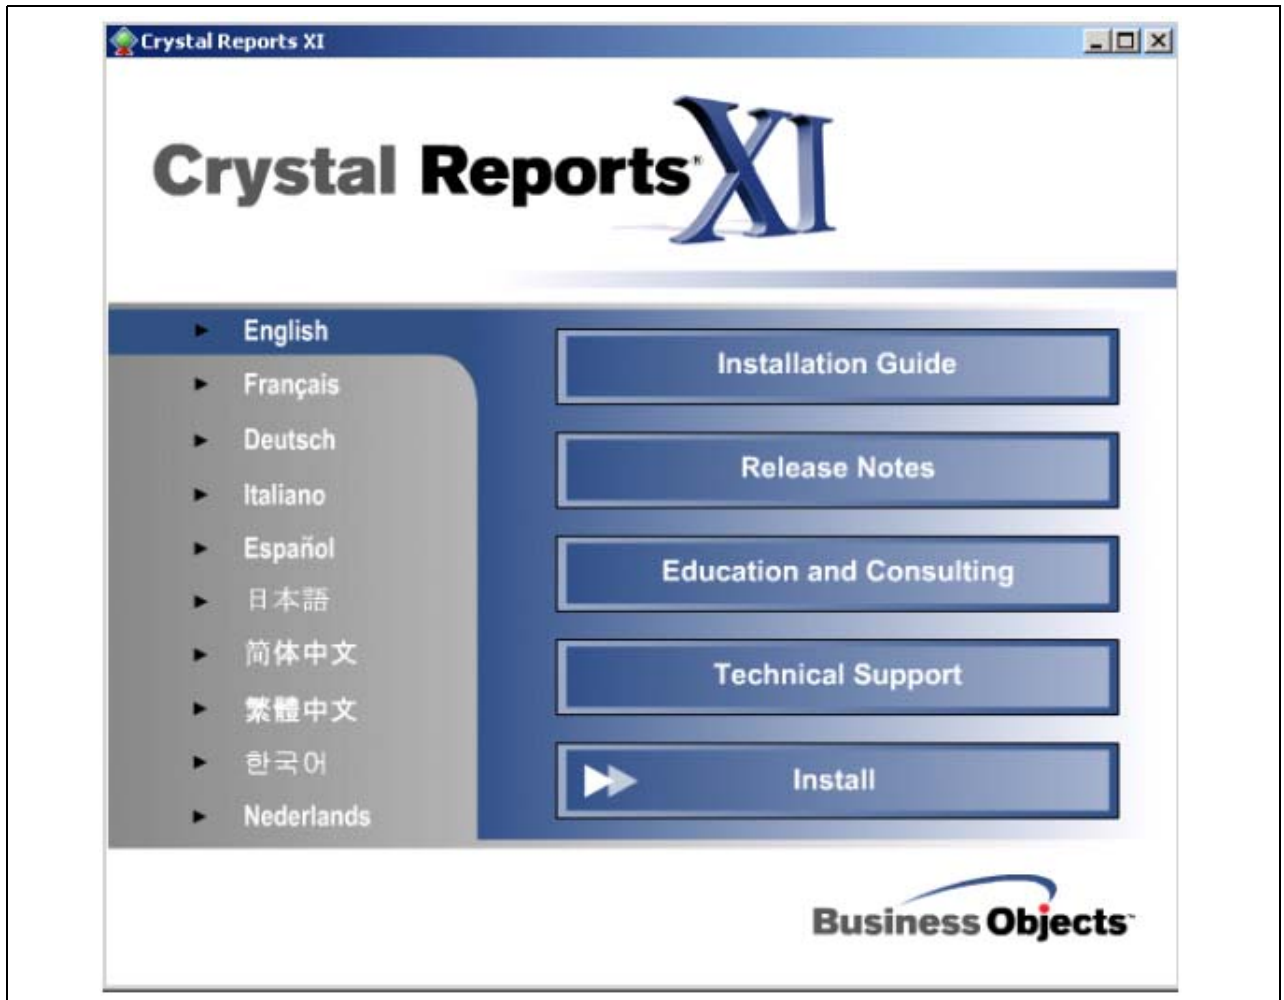 Crystal Reports XI
Crystal Reports® XI
English
Français
Deutsch
Italiano
Español
日本語
简体中文
繁體中文
한국어
Nederlands
Installation Guide
Release Notes
Education and Consulting
Technical Support
Install
Business Objects™